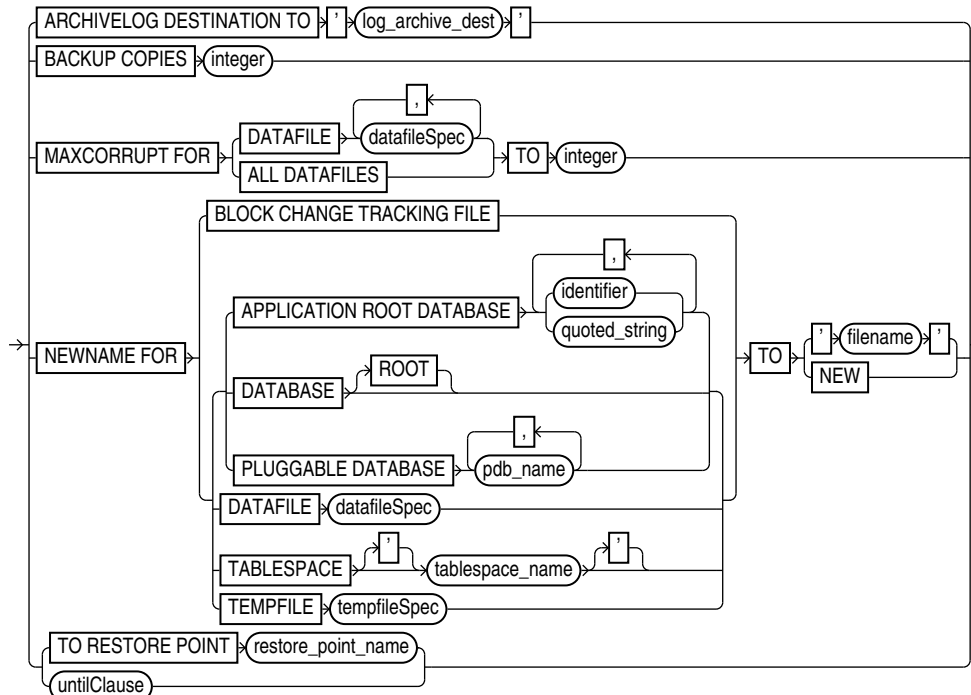 ARCHIVELOG DESTINATION TO ' log_archive_dest '
BACKUP COPIES integer
,
DATAFILE datafileSpec
MAXCORRUPT FOR TO integer
ALL DATAFILES
BLOCK CHANGE TRACKING FILE
,
identifier
APPLICATION ROOT DATABASE
quoted_string
' filename '
NEWNAME FOR TO
NEW
ROOT
DATABASE
,
PLUGGABLE DATABASE pdb_name
DATAFILE datafileSpec
' '
TABLESPACE tablespace_name
TEMPFILE tempfileSpec
TO RESTORE POINT restore_point_name
untilClause